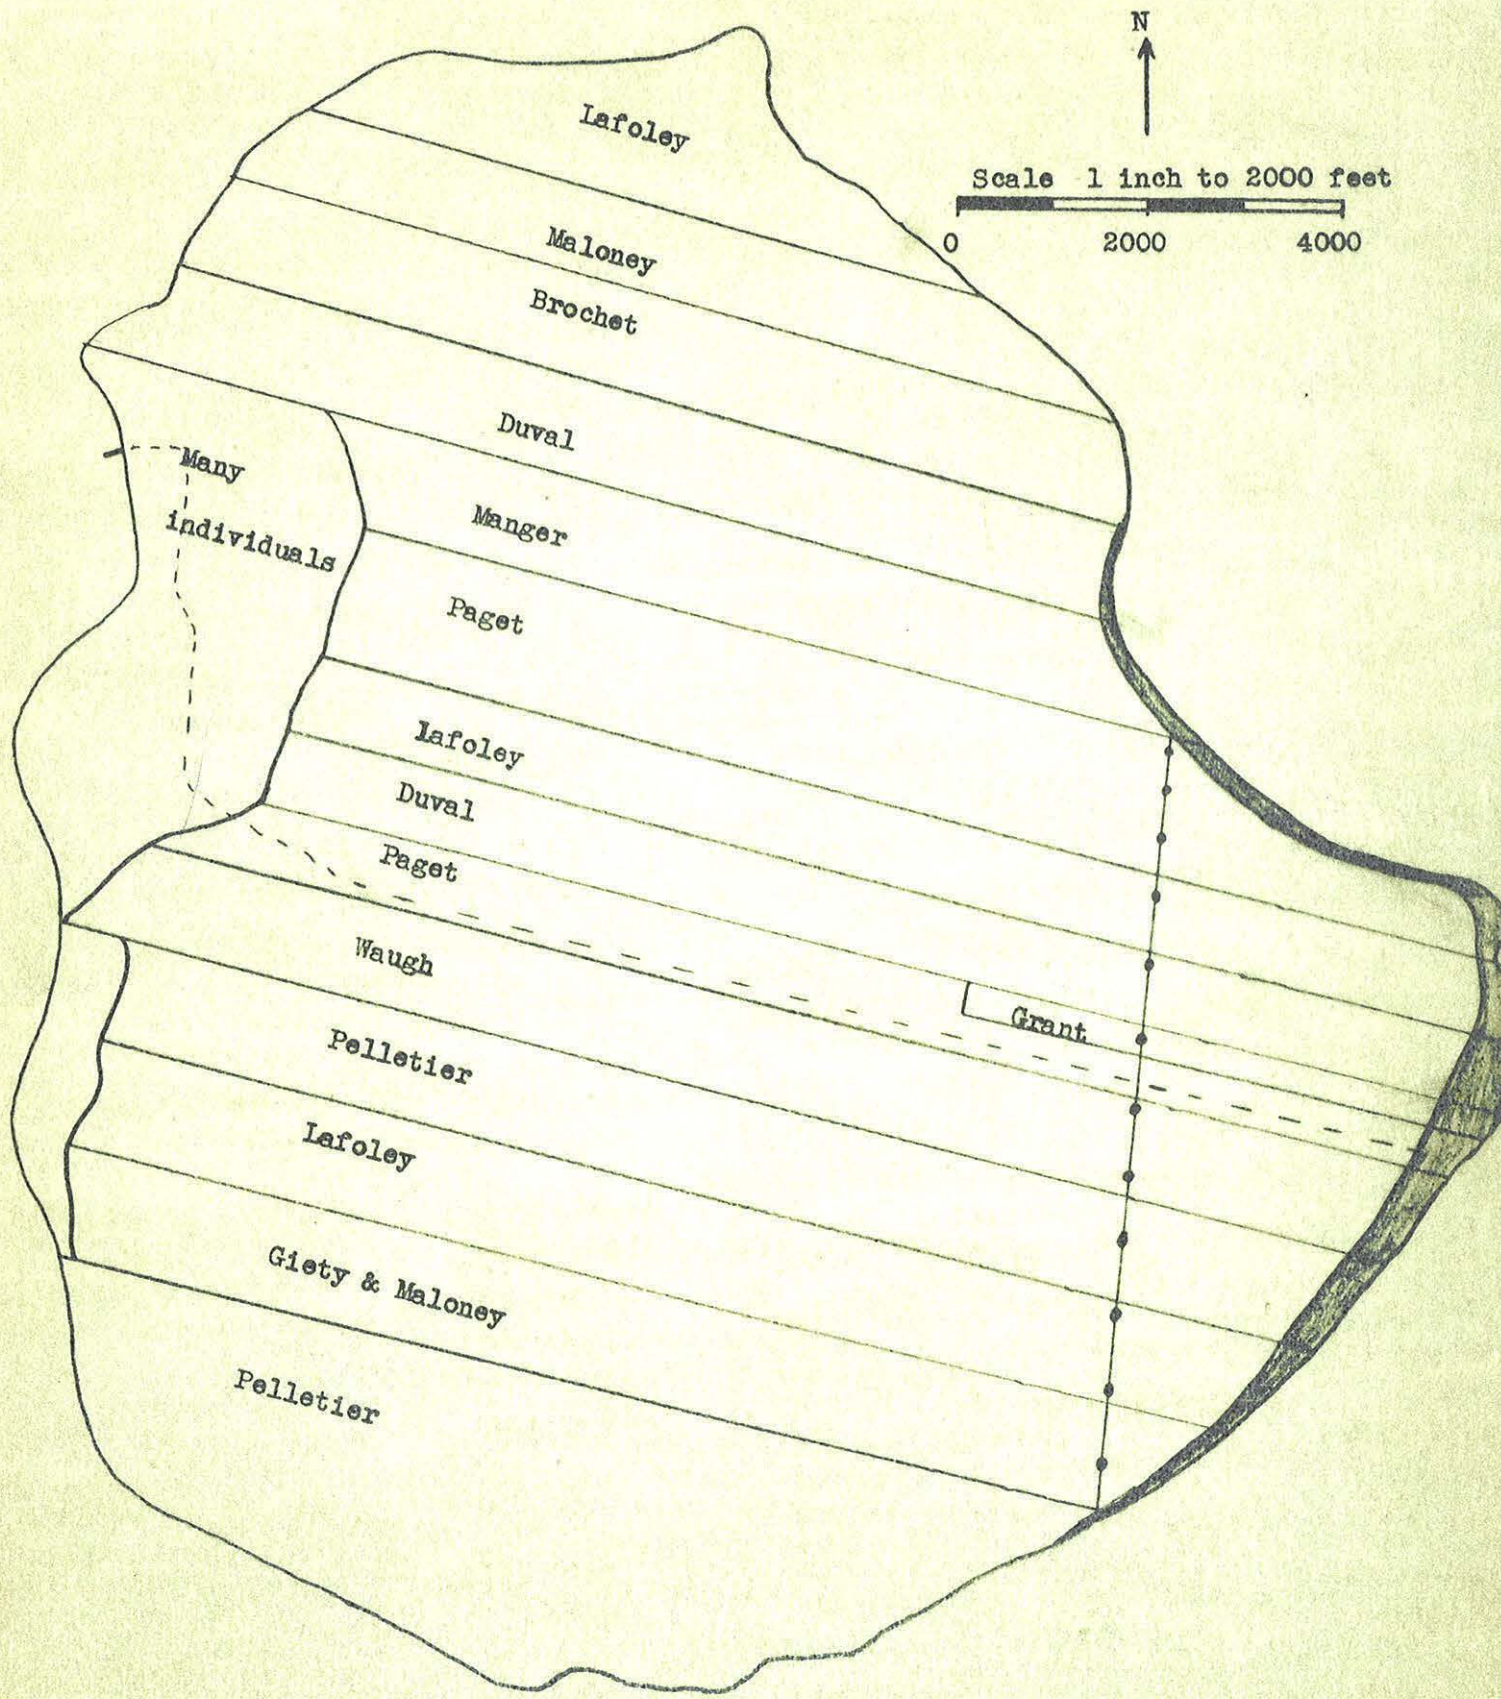 N
Scale 1 inch to 2000 feet
0 2000 4000
Lafoley
Maloney
Brochet
Duval
Many
individuals
Manger
Paget
Lafoley
Duval
Paget
Grant
Waugh
Pelletier
Lafoley
Giety & Maloney
Pelletier